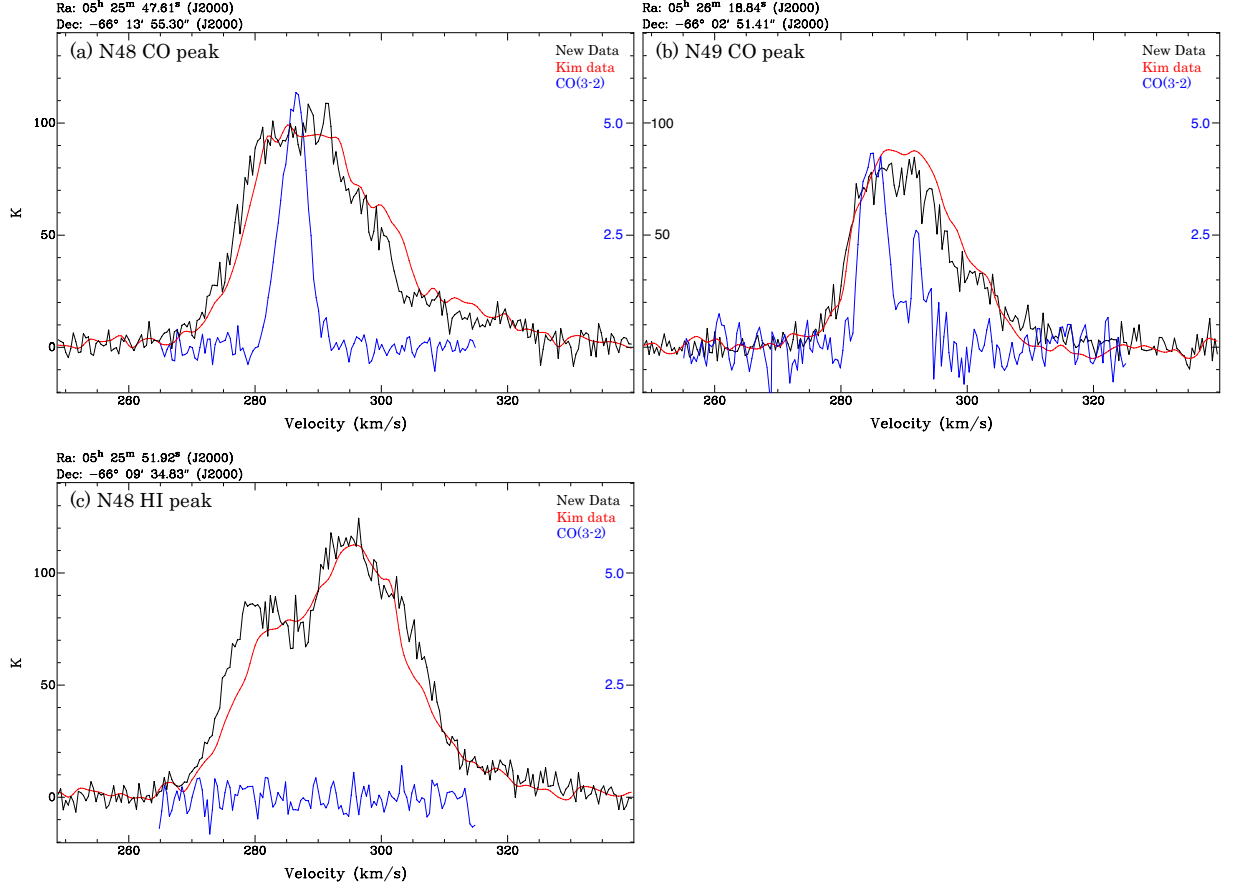 Ra: 05h 25m 47.61s (J2000)
Dec: −66° 13' 55.30" (J2000)
(a) N48 CO peak
New Data
Kim data
CO(3-2)
100
50
0
K
5.0
2.5
260
280
300
320
Velocity (km/s)
Ra: 05h 26m 18.84s (J2000)
Dec: −66° 02' 51.41" (J2000)
(b) N49 CO peak
New Data
Kim data
CO(3-2)
100
50
0
5.0
2.5
260
280
300
320
Velocity (km/s)
Ra: 05h 25m 51.92s (J2000)
Dec: −66° 09' 34.83" (J2000)
(c) N48 HI peak
New Data
Kim data
CO(3-2)
100
50
0
K
5.0
2.5
260
280
300
320
Velocity (km/s)